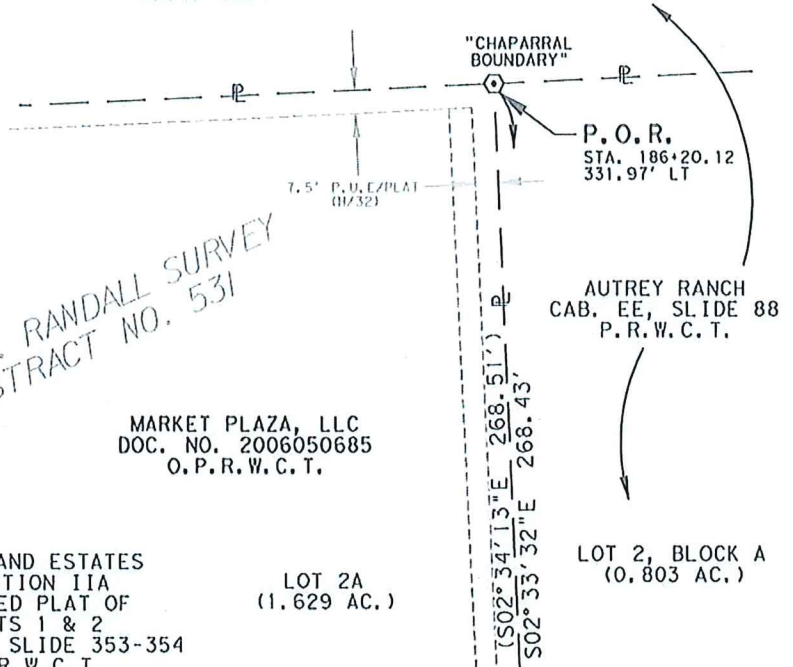 "CHAPARRAL
BOUNDARY"
P.O.R.
STA. 186+20.12
331.97' LT
7.5' P.U.E/PLAT
(H/32)
RANDALL SURVEY
TRACT NO. 531
AUTREY RANCH
CAB. EE, SLIDE 88
P.R.W.C.T.
MARKET PLAZA, LLC
DOC. NO. 2006050685
O.P.R.W.C.T.
(S02°34'13"E 268.51')
S02°33'32"E 268.43'
LOT 2, BLOCK A
(0.803 AC.)
LOT 2A
(1.629 AC.)
AND ESTATES
TION IIA
ED PLAT OF
TS 1 & 2
SLIDE 353-354
R.W.C.T.